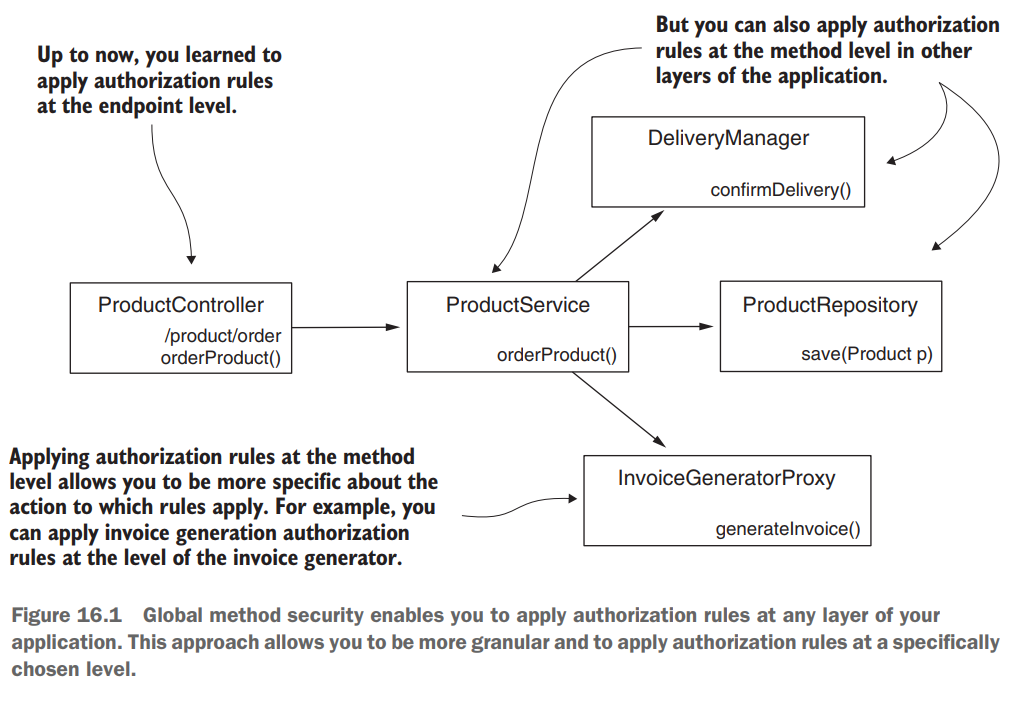 Up to now, you learned to
apply authorization rules
at the endpoint level.
But you can also apply authorization
rules at the method level in other
layers of the application.
DeliveryManager
confirmDelivery()
ProductController
/product/order
orderProduct()
ProductService
orderProduct()
ProductRepository
save(Product p)
Applying authorization rules at the method
level allows you to be more specific about the
action to which rules apply. For example, you
can apply invoice generation authorization
rules at the level of the invoice generator.
InvoiceGeneratorProxy
generateInvoice()
Figure 16.1 Global method security enables you to apply authorization rules at any layer of your
application. This approach allows you to be more granular and to apply authorization rules at a specifically
chosen level.